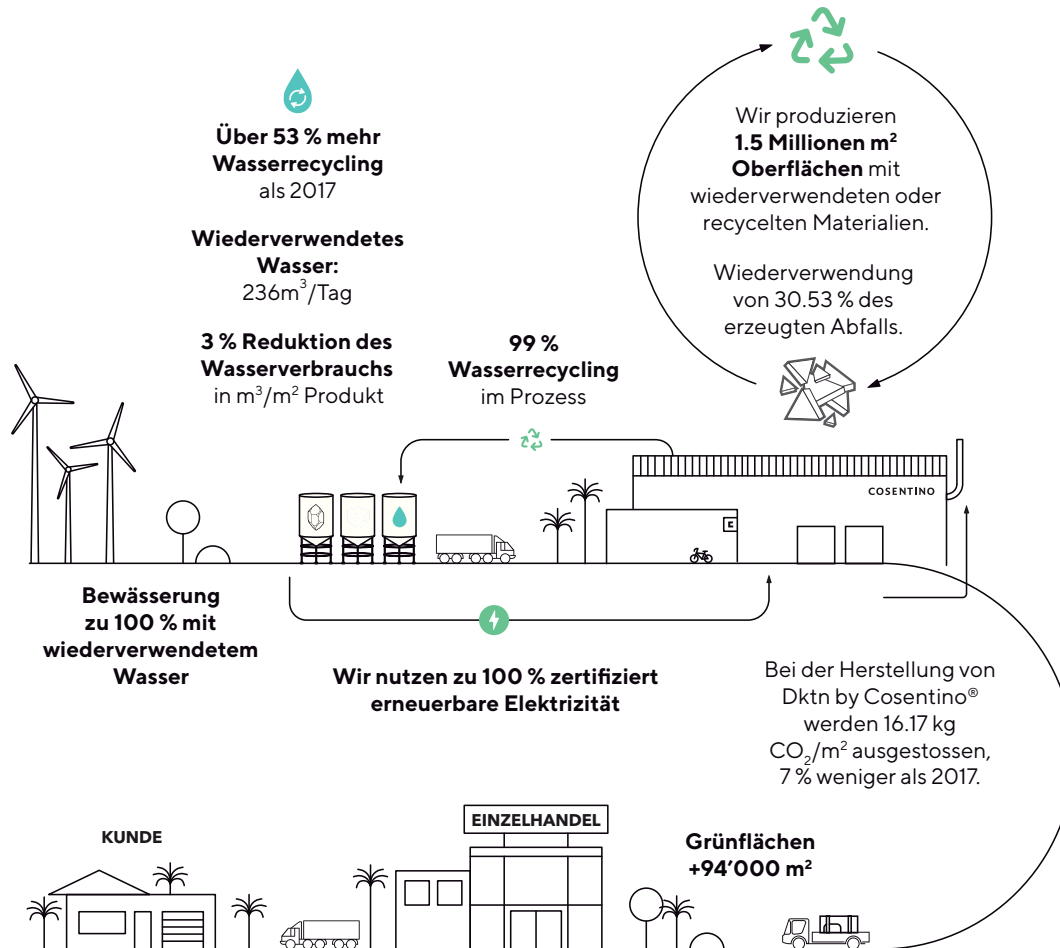 Über 53 % mehr
Wasserrecycling
als 2017
Wiederverwendetes
Wasser:
236m³/Tag
3 % Reduktion des
Wasserverbrauchs
in m³/m² Produkt
99 %
Wasserrecycling
im Prozess
Wir produzieren
1.5 Millionen m²
Oberflächen mit
wiederverwendeten oder
recycelten Materialien.
Wiederverwendung
von 30.53 % des
erzeugten Abfalls.
COSENTINO
Bewässerung
zu 100 % mit
wiederverwendetem
Wasser
Wir nutzen zu 100 % zertifiziert
erneuerbare Elektrizität
Bei der Herstellung von
Dktn by Cosentino®
werden 16.17 kg
CO₂/m² ausgestossen,
7 % weniger als 2017.
KUNDE
EINZELHANDEL
Grünflächen
+94’000 m²